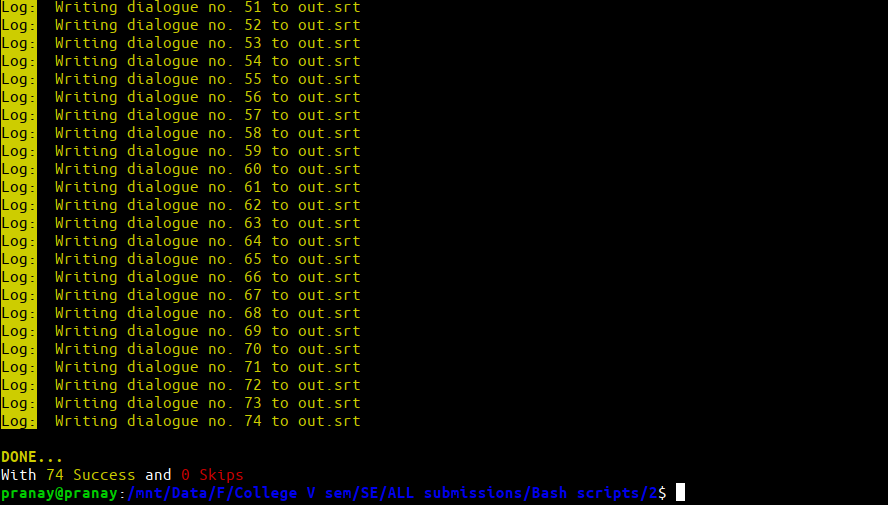 Log:  Writing dialogue no. 51 to out.srt
Log:  Writing dialogue no. 52 to out.srt
Log:  Writing dialogue no. 53 to out.srt
Log:  Writing dialogue no. 54 to out.srt
Log:  Writing dialogue no. 55 to out.srt
Log:  Writing dialogue no. 56 to out.srt
Log:  Writing dialogue no. 57 to out.srt
Log:  Writing dialogue no. 58 to out.srt
Log:  Writing dialogue no. 59 to out.srt
Log:  Writing dialogue no. 60 to out.srt
Log:  Writing dialogue no. 61 to out.srt
Log:  Writing dialogue no. 62 to out.srt
Log:  Writing dialogue no. 63 to out.srt
Log:  Writing dialogue no. 64 to out.srt
Log:  Writing dialogue no. 65 to out.srt
Log:  Writing dialogue no. 66 to out.srt
Log:  Writing dialogue no. 67 to out.srt
Log:  Writing dialogue no. 68 to out.srt
Log:  Writing dialogue no. 69 to out.srt
Log:  Writing dialogue no. 70 to out.srt
Log:  Writing dialogue no. 71 to out.srt
Log:  Writing dialogue no. 72 to out.srt
Log:  Writing dialogue no. 73 to out.srt
Log:  Writing dialogue no. 74 to out.srt
DONE...
With 74 Success and 0 Skips
pranay@pranay:/mnt/Data/F/College V sem/SE/ALL submissions/Bash scripts/2$